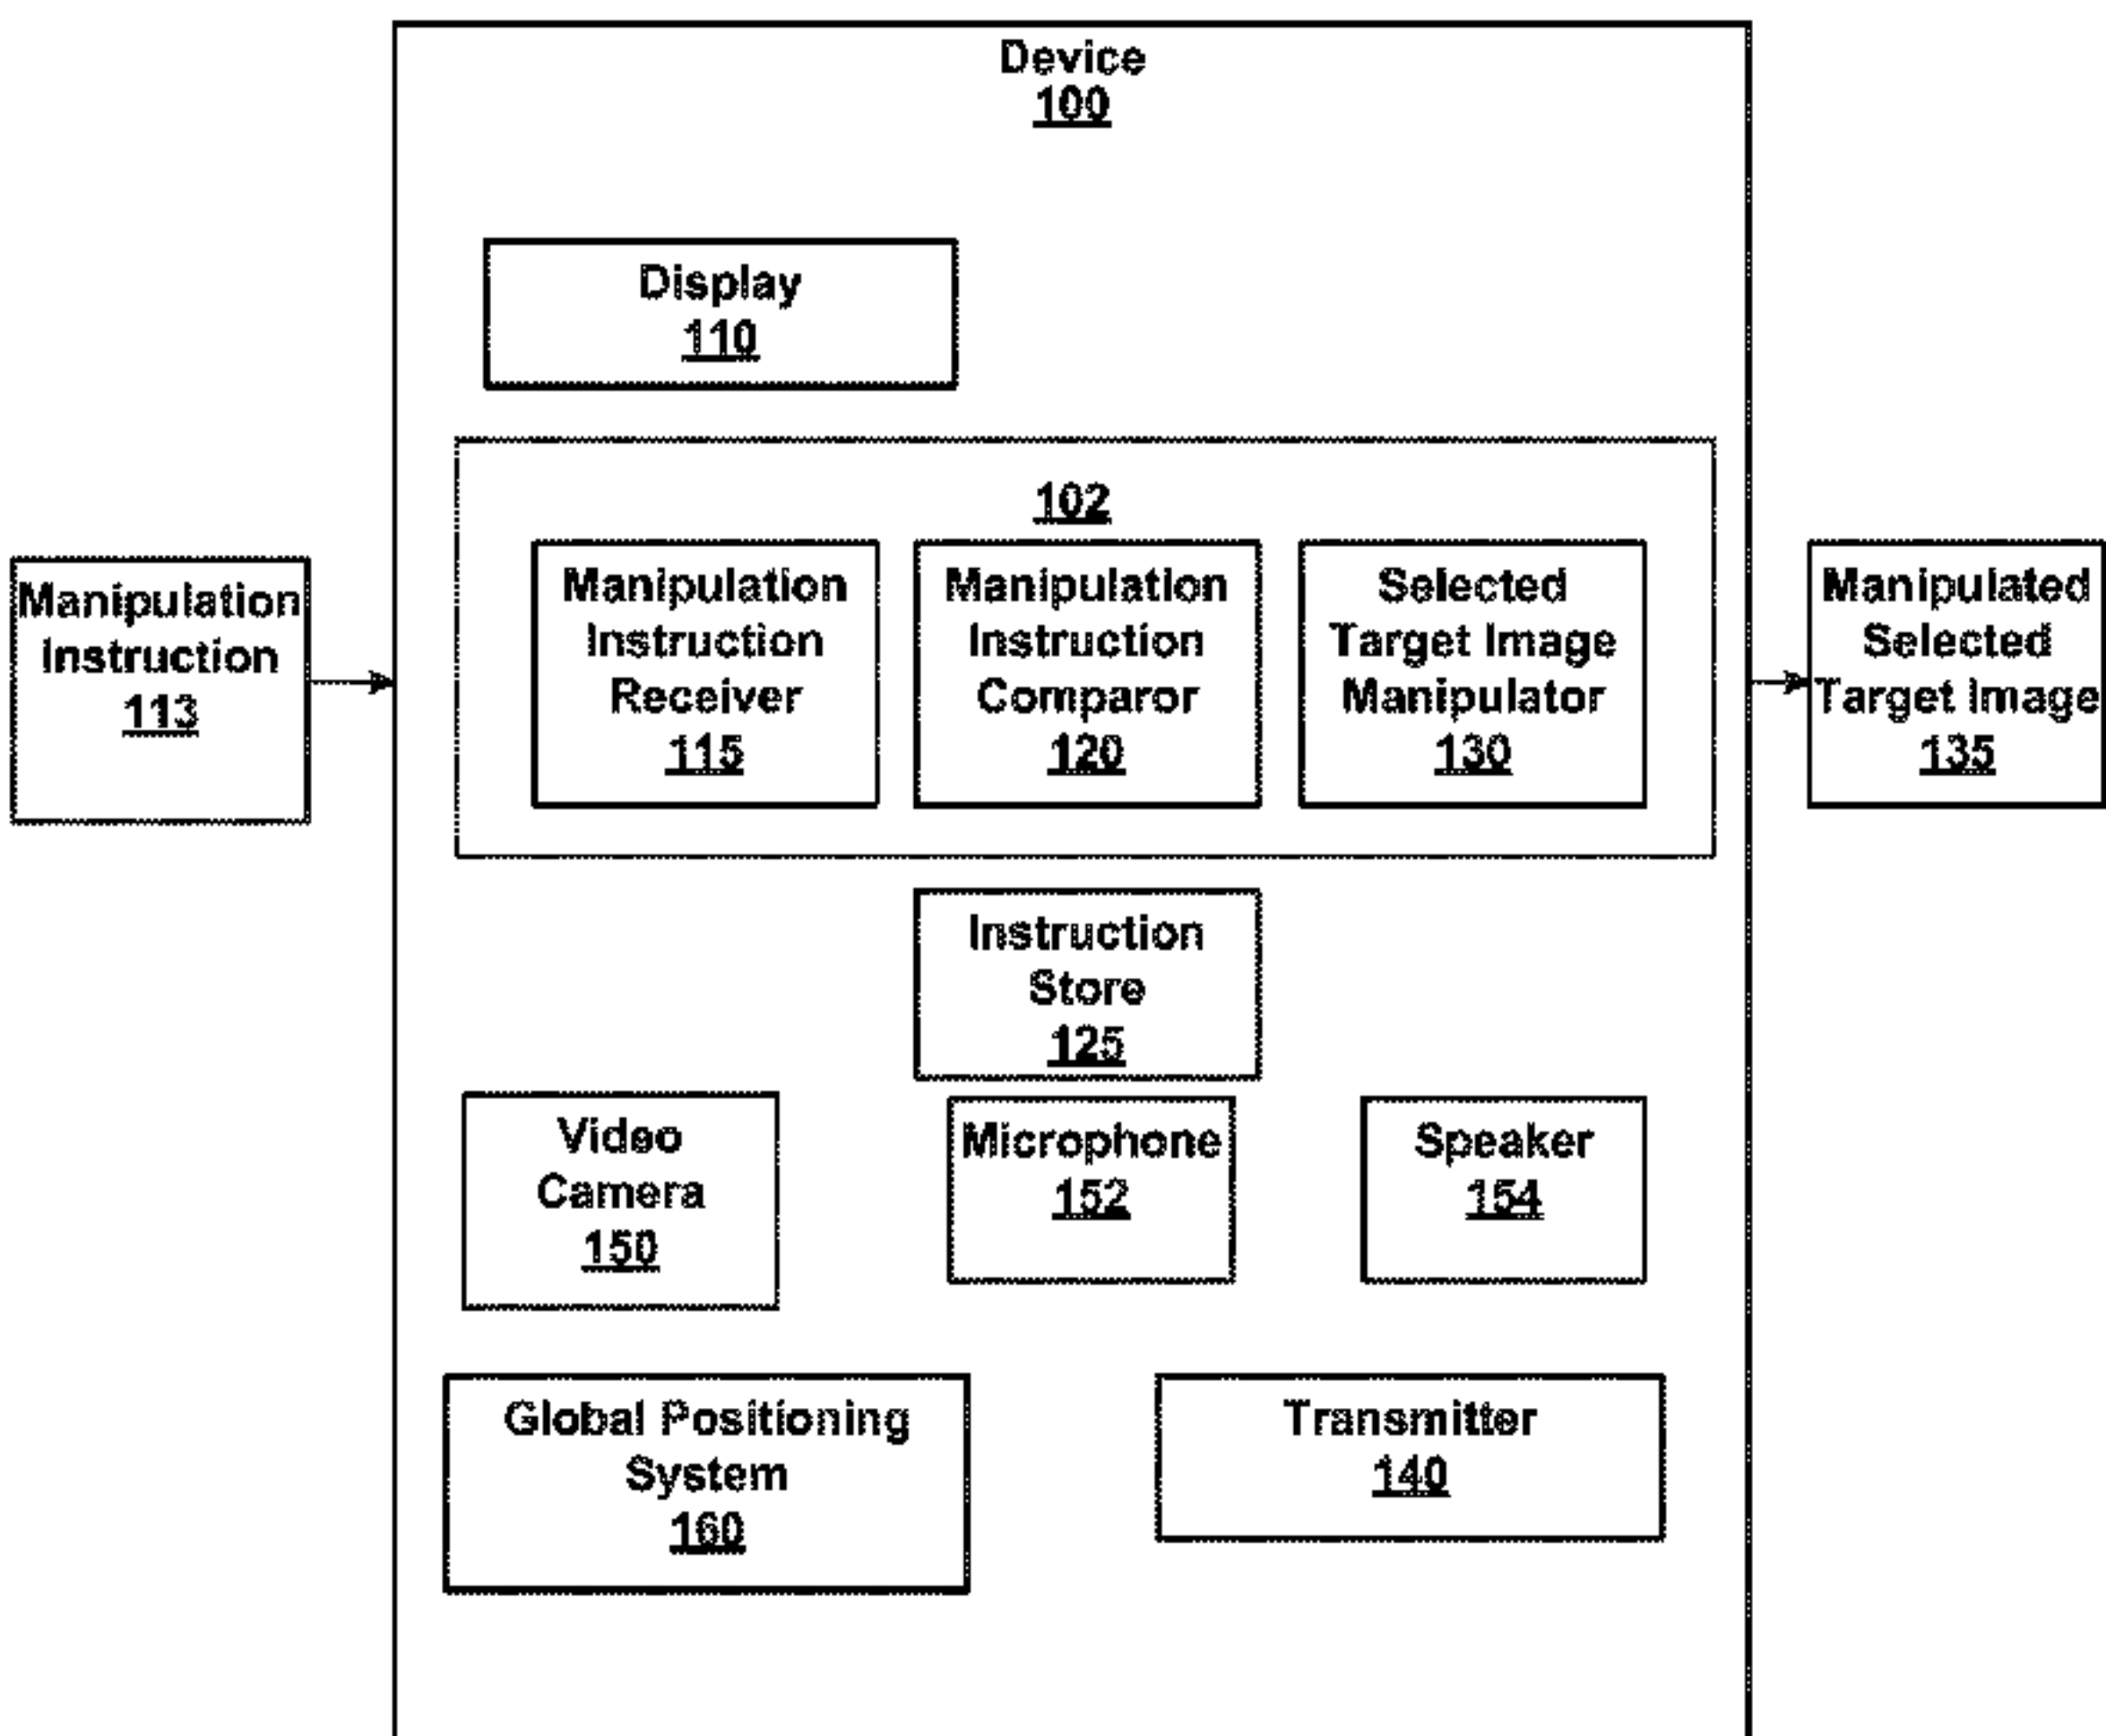 Device
100
Display
110
102
Manipulation
Instruction
113
Manipulation
Instruction
Receiver
115
Manipulation
Instruction
Comparor
120
Selected
Target Image
Manipulator
130
Manipulated
Selected
Target Image
135
Instruction
Store
125
Video
Camera
150
Microphone
152
Speaker
154
Global Positioning
System
160
Transmitter
140